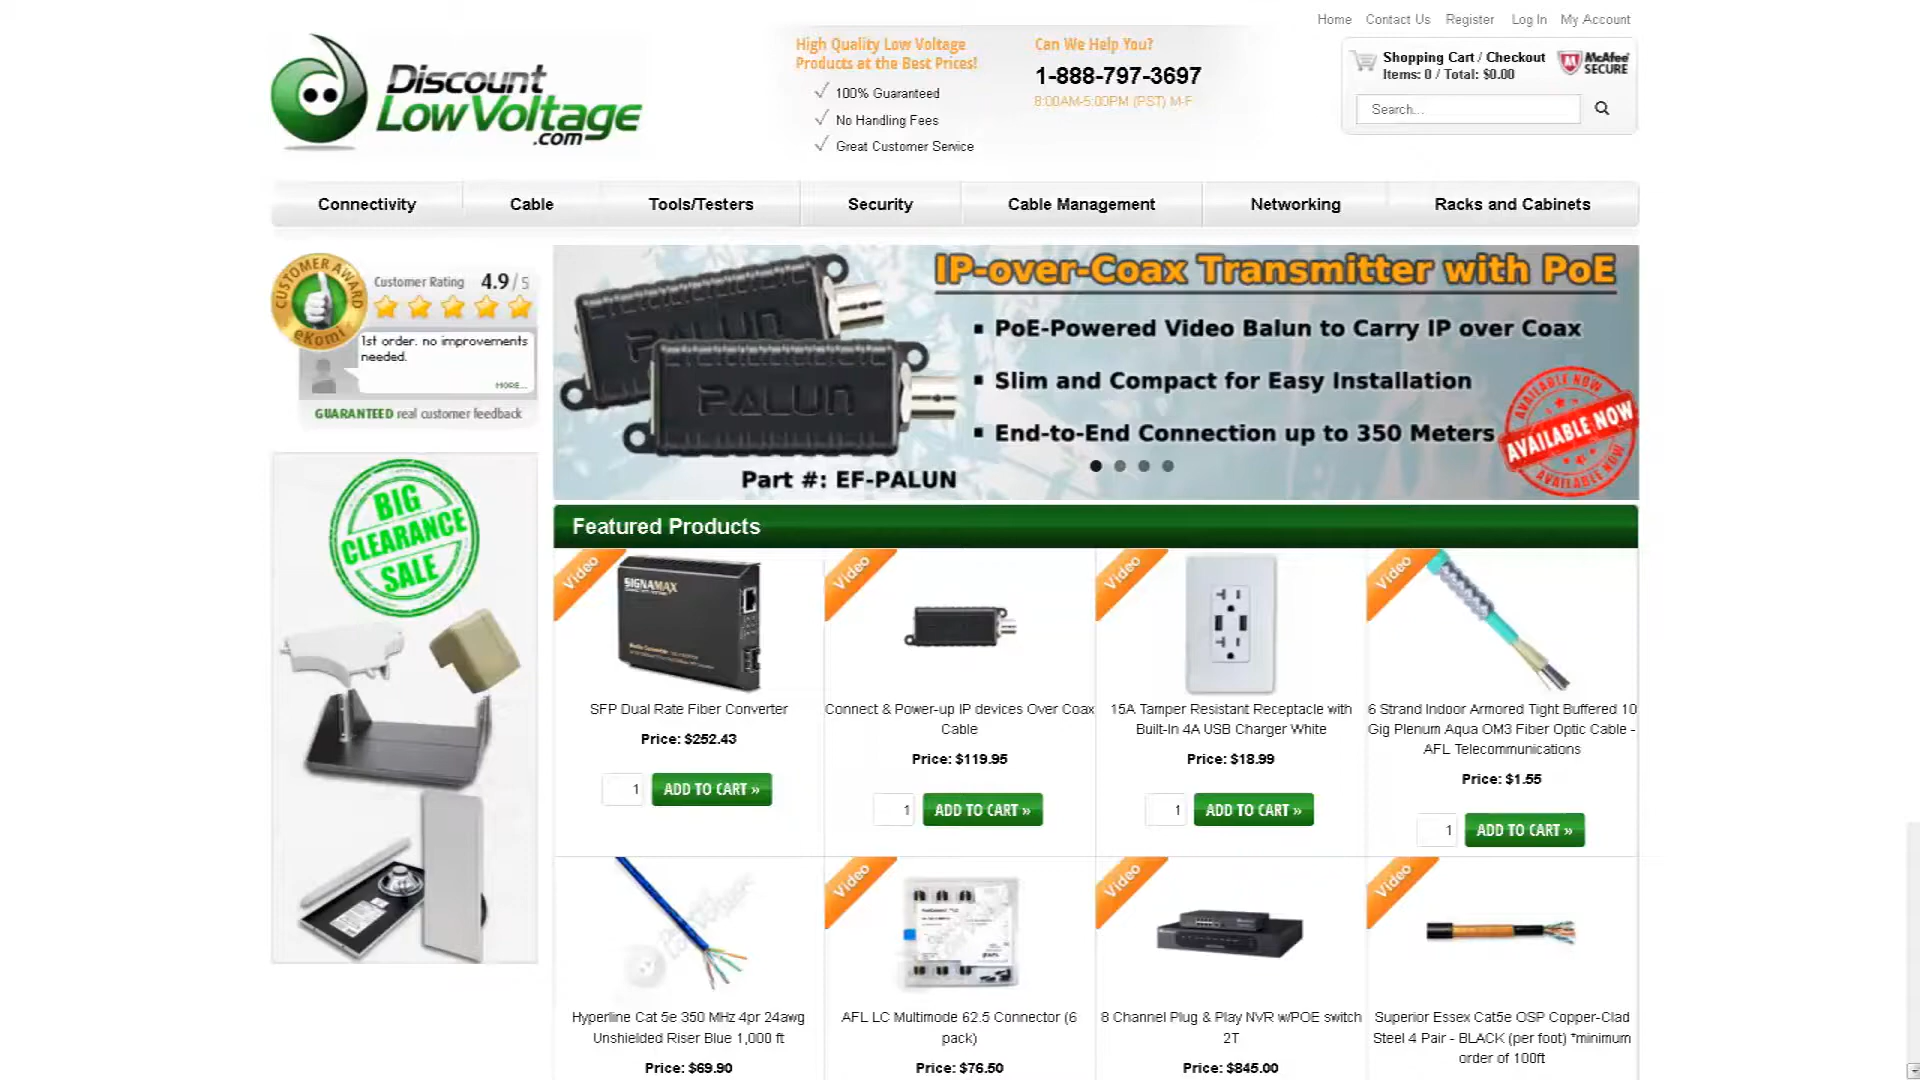 Home Contact Us Register Log In My Account
Discount
LowVoltage
.com
High Quality Low Voltage
Products at the Best Prices!
100% Guaranteed
No Handling Fees
Great Customer Service
Can We Help You?
1-888-797-3697
8:00AM-5:00PM (PST) M-F
Shopping Cart / Checkout
Items: 0 / Total: $0.00
McAfee
SECURE
Search...
Connectivity Cable Tools/Testers Security Cable Management Networking Racks and Cabinets
CUSTOMER AWARD
eKomi
Customer Rating 4.9 / 5
1st order. no improvements
needed.
MORE...
GUARANTEED real customer feedback
BIG
CLEARANCE
SALE
IP-over-Coax Transmitter with PoE
PoE-Powered Video Balun to Carry IP over Coax
Slim and Compact for Easy Installation
End-to-End Connection up to 350 Meters
PALUN
PALUN
Part #: EF-PALUN
AVAILABLE NOW
AVAILABLE NOW
AVAILABLE NOW
Featured Products
Video
SIGNAMAX
SFP Dual Rate Fiber Converter
Price: $252.43
1 ADD TO CART »
Video
Connect & Power-up IP devices Over Coax
Cable
Price: $119.95
1 ADD TO CART »
Video
15A Tamper Resistant Receptacle with
Built-In 4A USB Charger White
Price: $18.99
1 ADD TO CART »
Video
6 Strand Indoor Armored Tight Buffered 10
Gig Plenum Aqua OM3 Fiber Optic Cable -
AFL Telecommunications
Price: $1.55
1 ADD TO CART »
Hyperline Cat 5e 350 MHz 4pr 24awg
Unshielded Riser Blue 1,000 ft
Price: $69.90
Video
AFL LC Multimode 62.5 Connector (6
pack)
Price: $76.50
Video
8 Channel Plug & Play NVR w/POE switch
2T
Price: $845.00
Video
Superior Essex Cat5e OSP Copper-Clad
Steel 4 Pair - BLACK (per foot) *minimum
order of 100ft